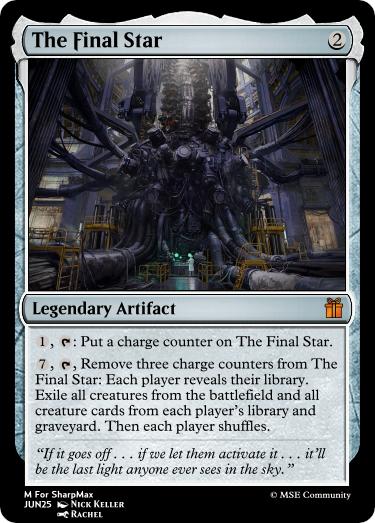 The Final Star
2
Legendary Artifact
1, T: Put a charge counter on The Final Star.
7, T, Remove three charge counters from The
Final Star: Each player reveals their library.
Exile all creatures from the battlefield and all
creature cards from each player's library and
graveyard. Then each player shuffles.
“If it goes off . . . if we let them activate it . . . it'll
be the last light anyone ever sees in the sky.”
M For SharpMax
JUN25 Nick Keller
Rachel
© MSE Community